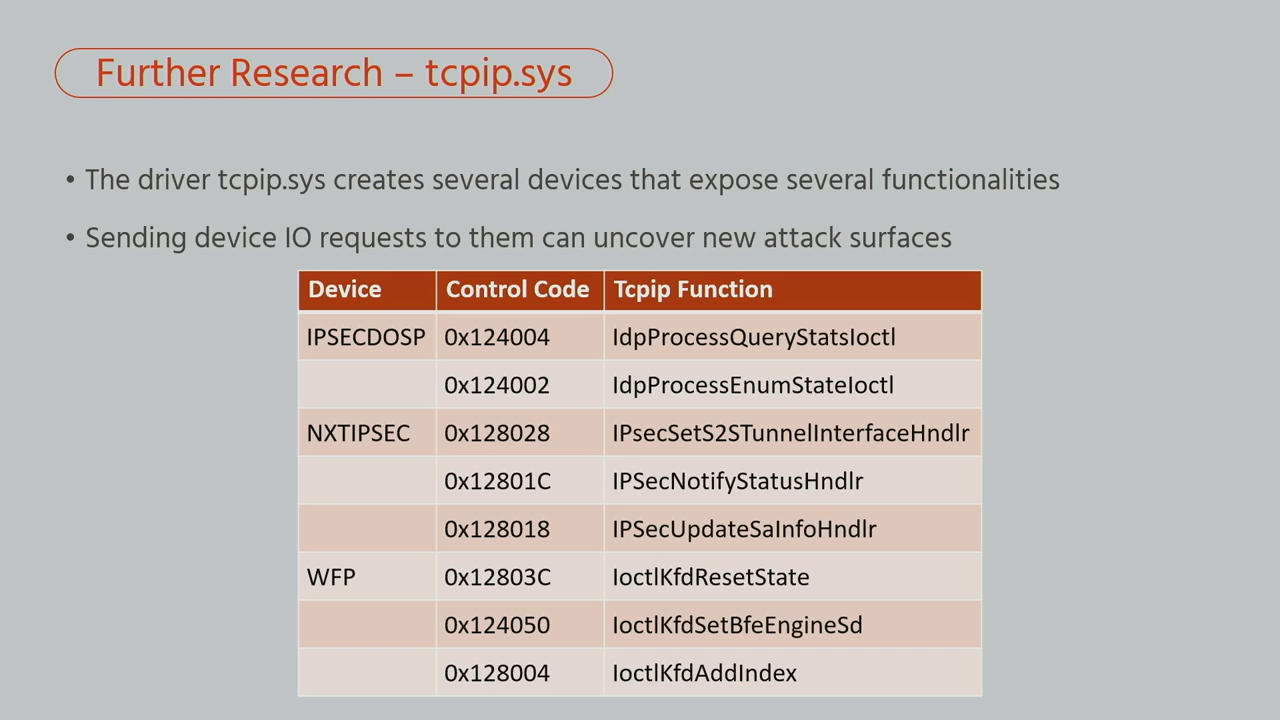 Further Research – tcpip.sys
• The driver tcpip.sys creates several devices that expose several functionalities
• Sending device IO requests to them can uncover new attack surfaces
Device Control Code Tcpip Function
IPSECDOSP 0x124004 IdpProcessQueryStatsIoctl
0x124002 IdpProcessEnumStateIoctl
NXTIPSEC 0x128028 IPsecSetS2STunnelInterfaceHndlr
0x12801C IPSecNotifyStatusHndlr
0x128018 IPSecUpdateSaInfoHndlr
WFP 0x12803C IoctlKfdResetState
0x124050 IoctlKfdSetBfeEngineSd
0x128004 IoctlKfdAddIndex